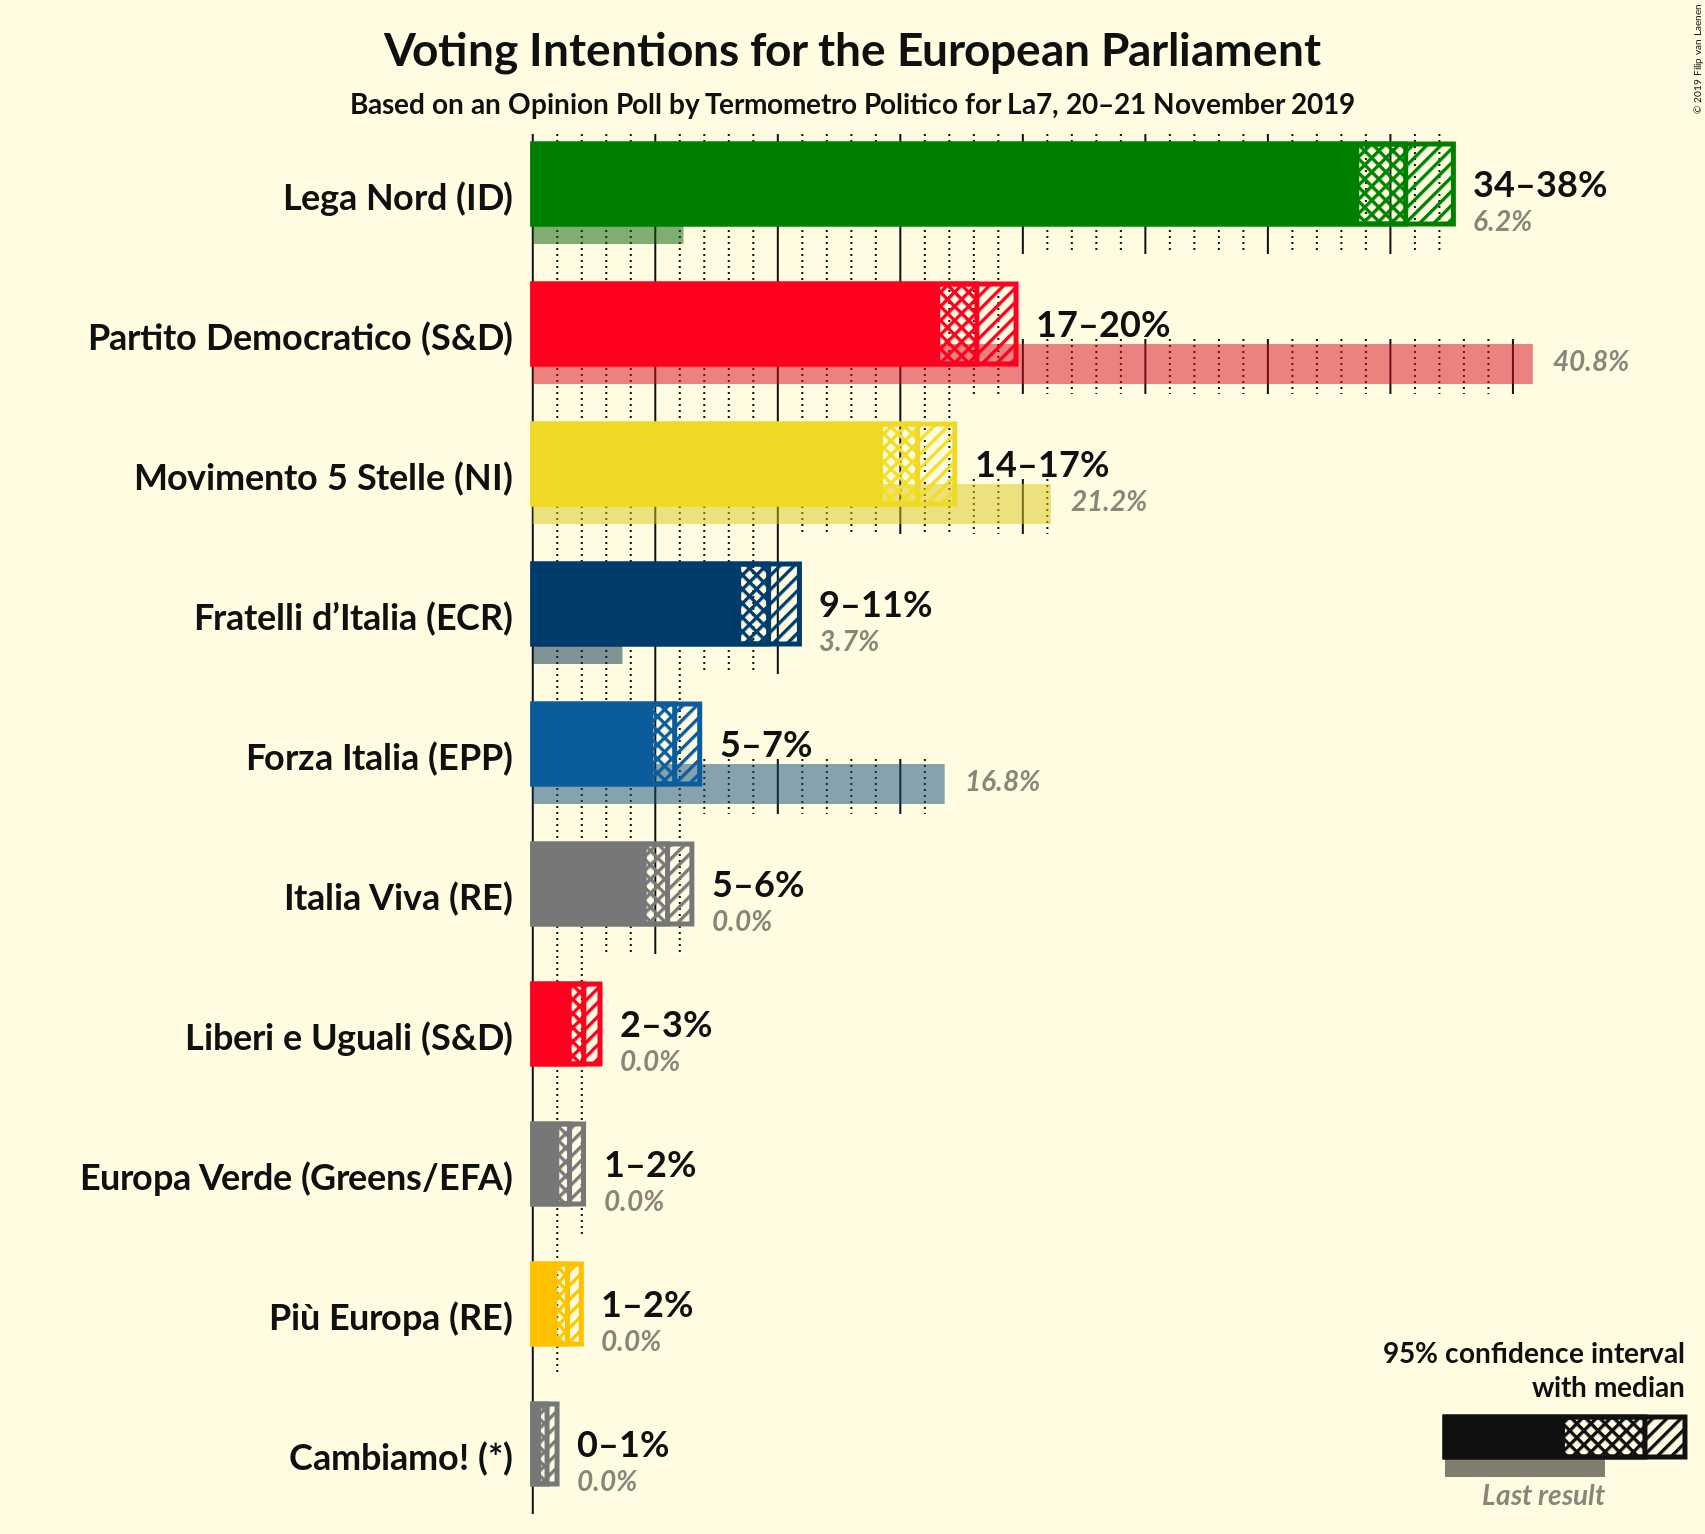 © 2019 Filip van Laenen
Voting Intentions for the European Parliament
Based on an Opinion Poll by Termometro Politico for La7, 20–21 November 2019
Lega Nord (ID)
34–38%
6.2%
Partito Democratico (S&D)
17–20%
40.8%
Movimento 5 Stelle (NI)
14–17%
21.2%
Fratelli d’Italia (ECR)
9–11%
3.7%
Forza Italia (EPP)
5–7%
16.8%
Italia Viva (RE)
5–6%
0.0%
Liberi e Uguali (S&D)
2–3%
0.0%
Europa Verde (Greens/EFA)
1–2%
0.0%
Più Europa (RE)
1–2%
0.0%
Cambiamo! (*)
0–1%
0.0%
95% confidence interval
with median
Last result